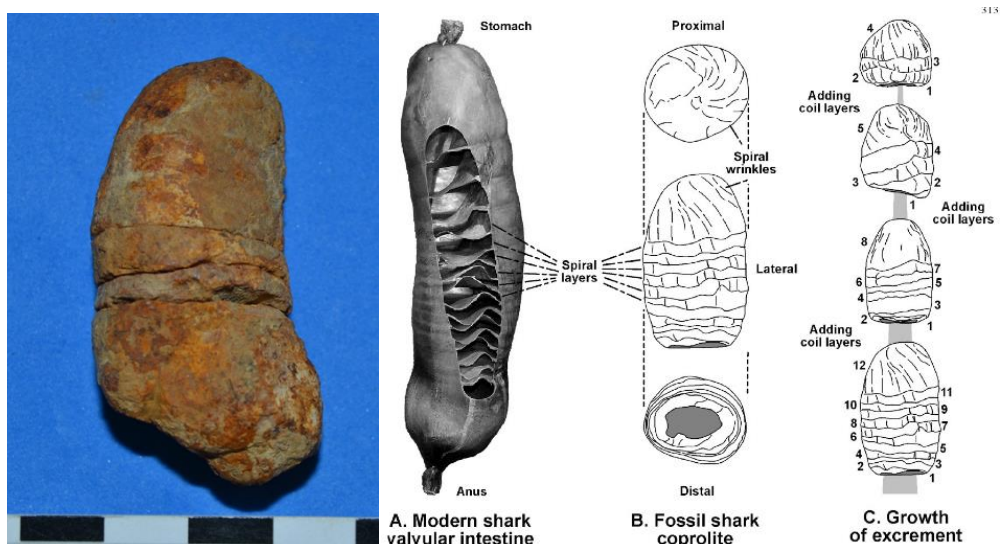 313
Stomach
Anus
A. Modern shark
valvular intestine
Spiral
layers
Proximal
Spiral
wrinkles
Lateral
Distal
B. Fossil shark
coprolite
4
3
2
1
Adding
coil layers
5
4
3
2
1
Adding
coil layers
8
7
6
5
4
3
2
1
Adding
coil layers
12
11
10
9
8
7
6
5
4
3
2
1
C. Growth
of excrement